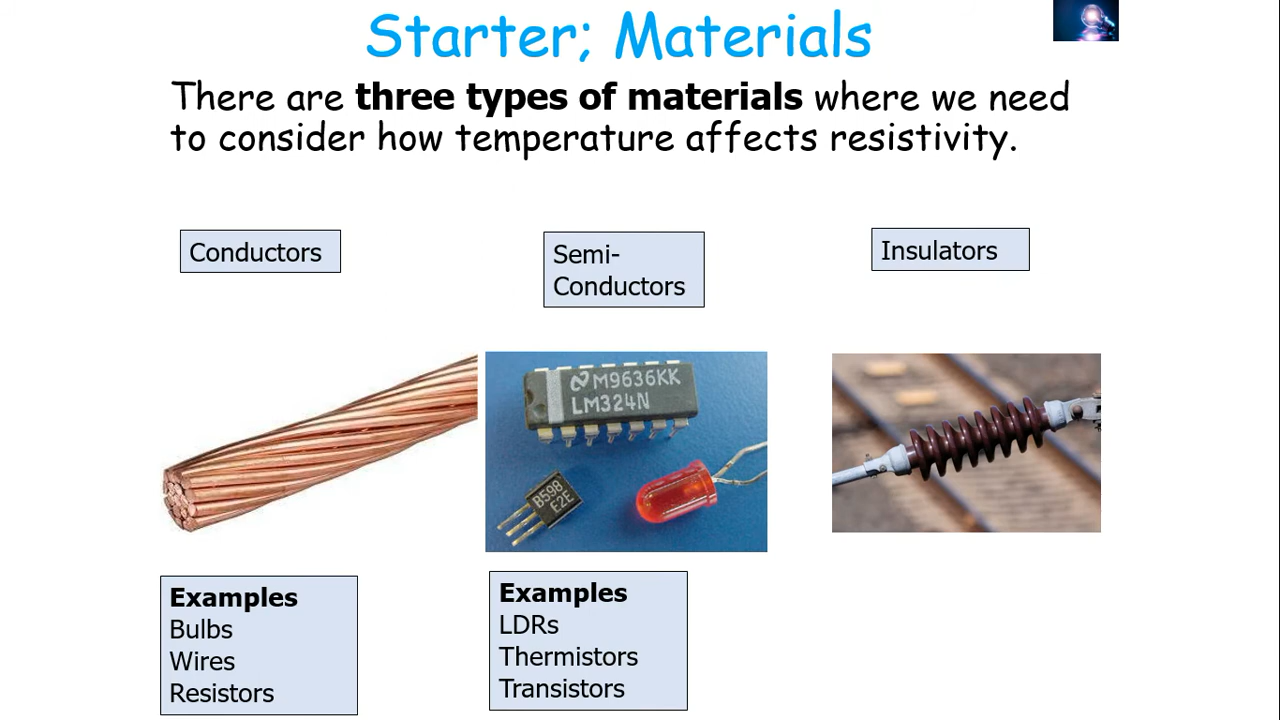 Starter; Materials
There are three types of materials where we need
to consider how temperature affects resistivity.
Conductors
Semi-
Conductors
Insulators
M9636KK
LM324N
B598
E2E
Examples
Bulbs
Wires
Resistors
Examples
LDRs
Thermistors
Transistors